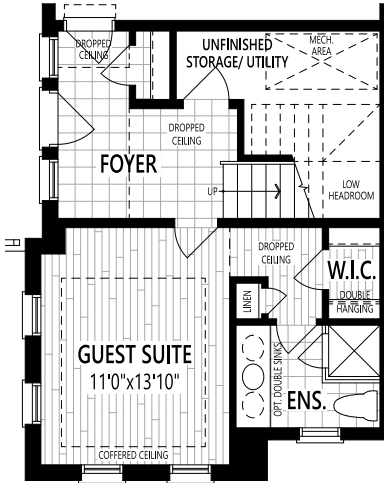 DROPPED
CEILING
UNFINISHED
STORAGE/ UTILITY
MECH.
AREA
DROPPED
CEILING
FOYER
UP
LOW
HEADROOM
DROPPED
CEILING
W.I.C.
DOUBLE
HANGING
LINEN
GUEST SUITE
11'0"x13'10"
OPT. DOUBLE SINKS
ENS.
COFFERED CEILING